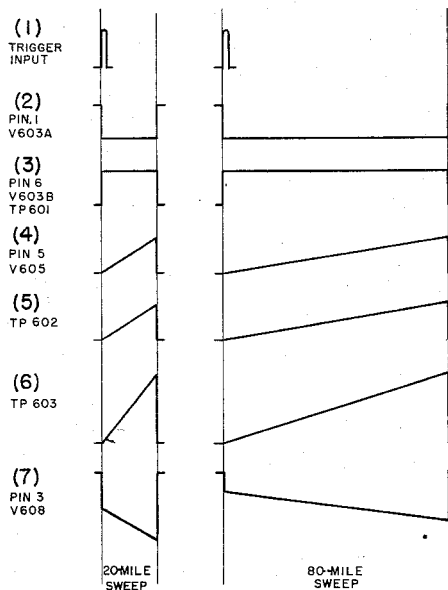 (1)
TRIGGER
INPUT
(2)
PIN.1
V603A
(3)
PIN 6
V603B
TP601
(4)
PIN 5
V605
(5)
TP 602
(6)
TP 603
(7)
PIN 3
V608
20-MILE
SWEEP
80-MILE
SWEEP